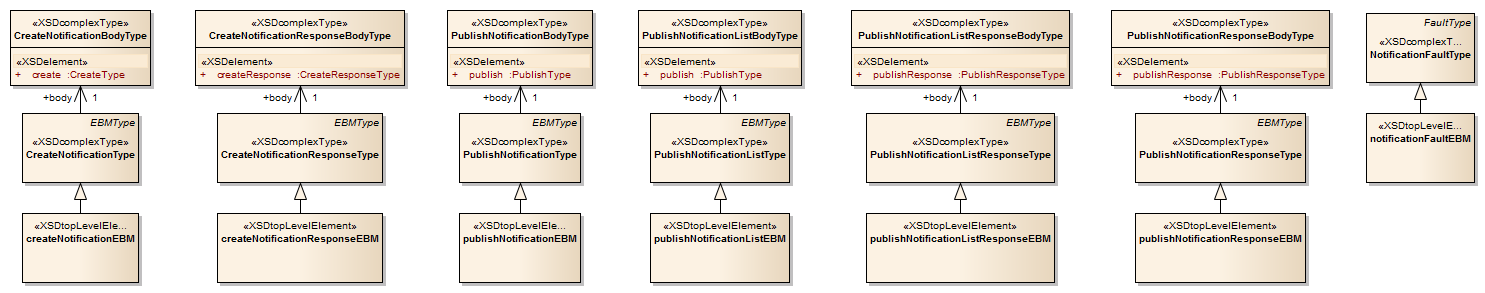 «XSDcomplexType»
CreateNotificationBodyType
«XSDelement»
+ create :CreateType
+body 1
EBMType
«XSDcomplexType»
CreateNotificationType
«XSDtopLevelEle...
createNotificationEBM
«XSDcomplexType»
CreateNotificationResponseBodyType
«XSDelement»
+ createResponse :CreateResponseType
+body 1
EBMType
«XSDcomplexType»
CreateNotificationResponseType
«XSDtopLevelElement»
createNotificationResponseEBM
«XSDcomplexType»
PublishNotificationBodyType
«XSDelement»
+ publish :PublishType
+body 1
EBMType
«XSDcomplexType»
PublishNotificationType
«XSDtopLevelEle...
publishNotificationEBM
«XSDcomplexType»
PublishNotificationListBodyType
«XSDelement»
+ publish :PublishType
+body 1
EBMType
«XSDcomplexType»
PublishNotificationListType
«XSDtopLevelElement»
publishNotificationListEBM
«XSDcomplexType»
PublishNotificationListResponseBodyType
«XSDelement»
+ publishResponse :PublishResponseType
+body 1
EBMType
«XSDcomplexType»
PublishNotificationListResponseType
«XSDtopLevelElement»
publishNotificationListResponseEBM
«XSDcomplexType»
PublishNotificationResponseBodyType
«XSDelement»
+ publishResponse :PublishResponseType
+body 1
EBMType
«XSDcomplexType»
PublishNotificationResponseType
«XSDtopLevelElement»
publishNotificationResponseEBM
FaultType
«XSDcomplexT...
NotificationFaultType
«XSDtopLevelE...
notificationFaultEBM